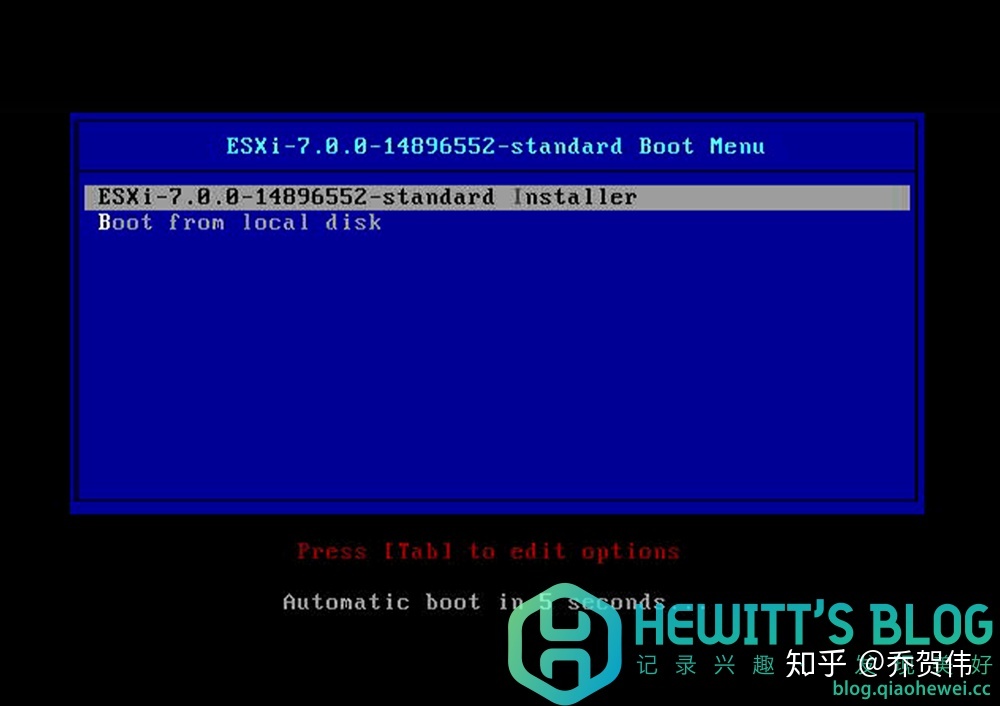 ESXi-7.0.0-14896552-standard Boot Menu
ESXi-7.0.0-14896552-standard Installer
Boot from local disk
Press [Tab] to edit options
Automatic boot in 5 seconds...
HEWITT'S BLOG
记录兴趣
知乎 @乔贺伟
blog.qiaohewei.cc